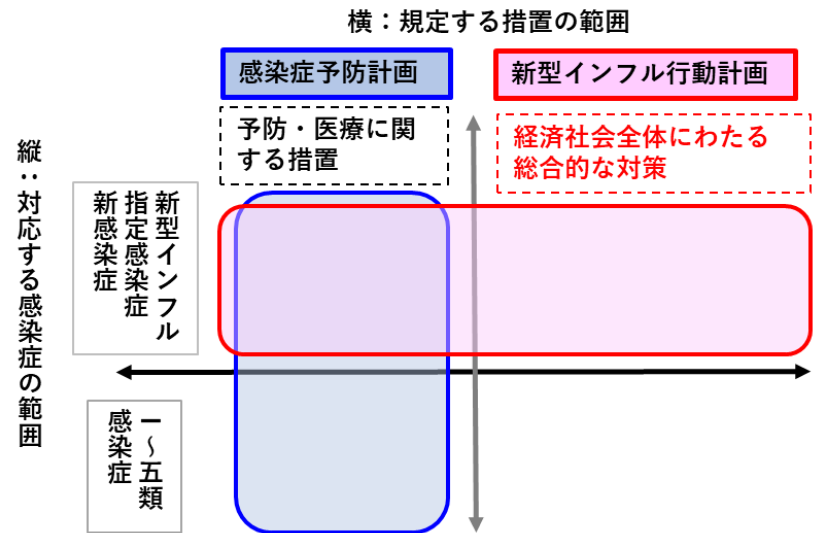 横：規定する措置の範囲
感染症予防計画
新型インフル行動計画
予防・医療に関
する措置
経済社会全体にわたる
総合的な対策
縦：対応する感染症の範囲
新型インフル
指定感染症
新感染症
一～五類
感染症